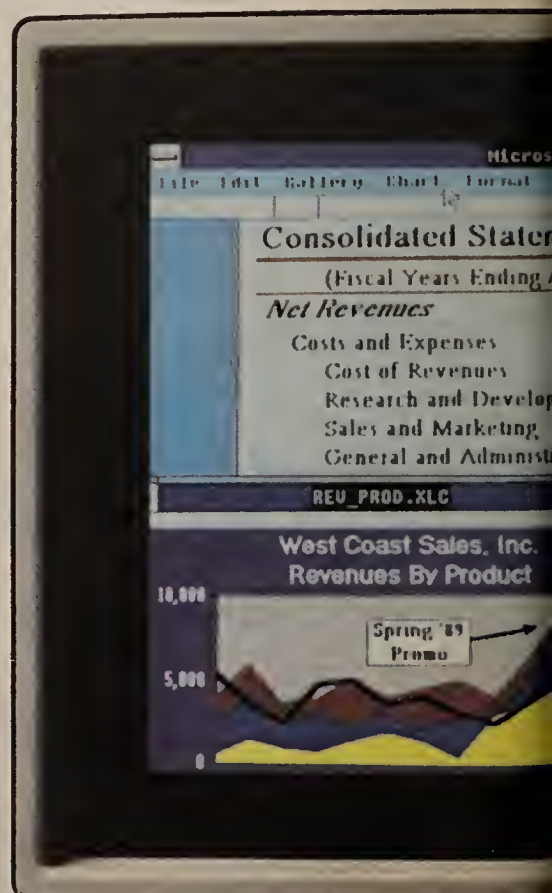 Micros
File Edit Gallery Chart Format
Consolidated Stater
(Fiscal Years Ending A
Net Revenues
Costs and Expenses
Cost of Revenues
Research and Develop
Sales and Marketing
General and Administ
REV_PROD.XLC
West Coast Sales, Inc.
Revenues By Product
10,000
Spring '89
Promo
5,000
0